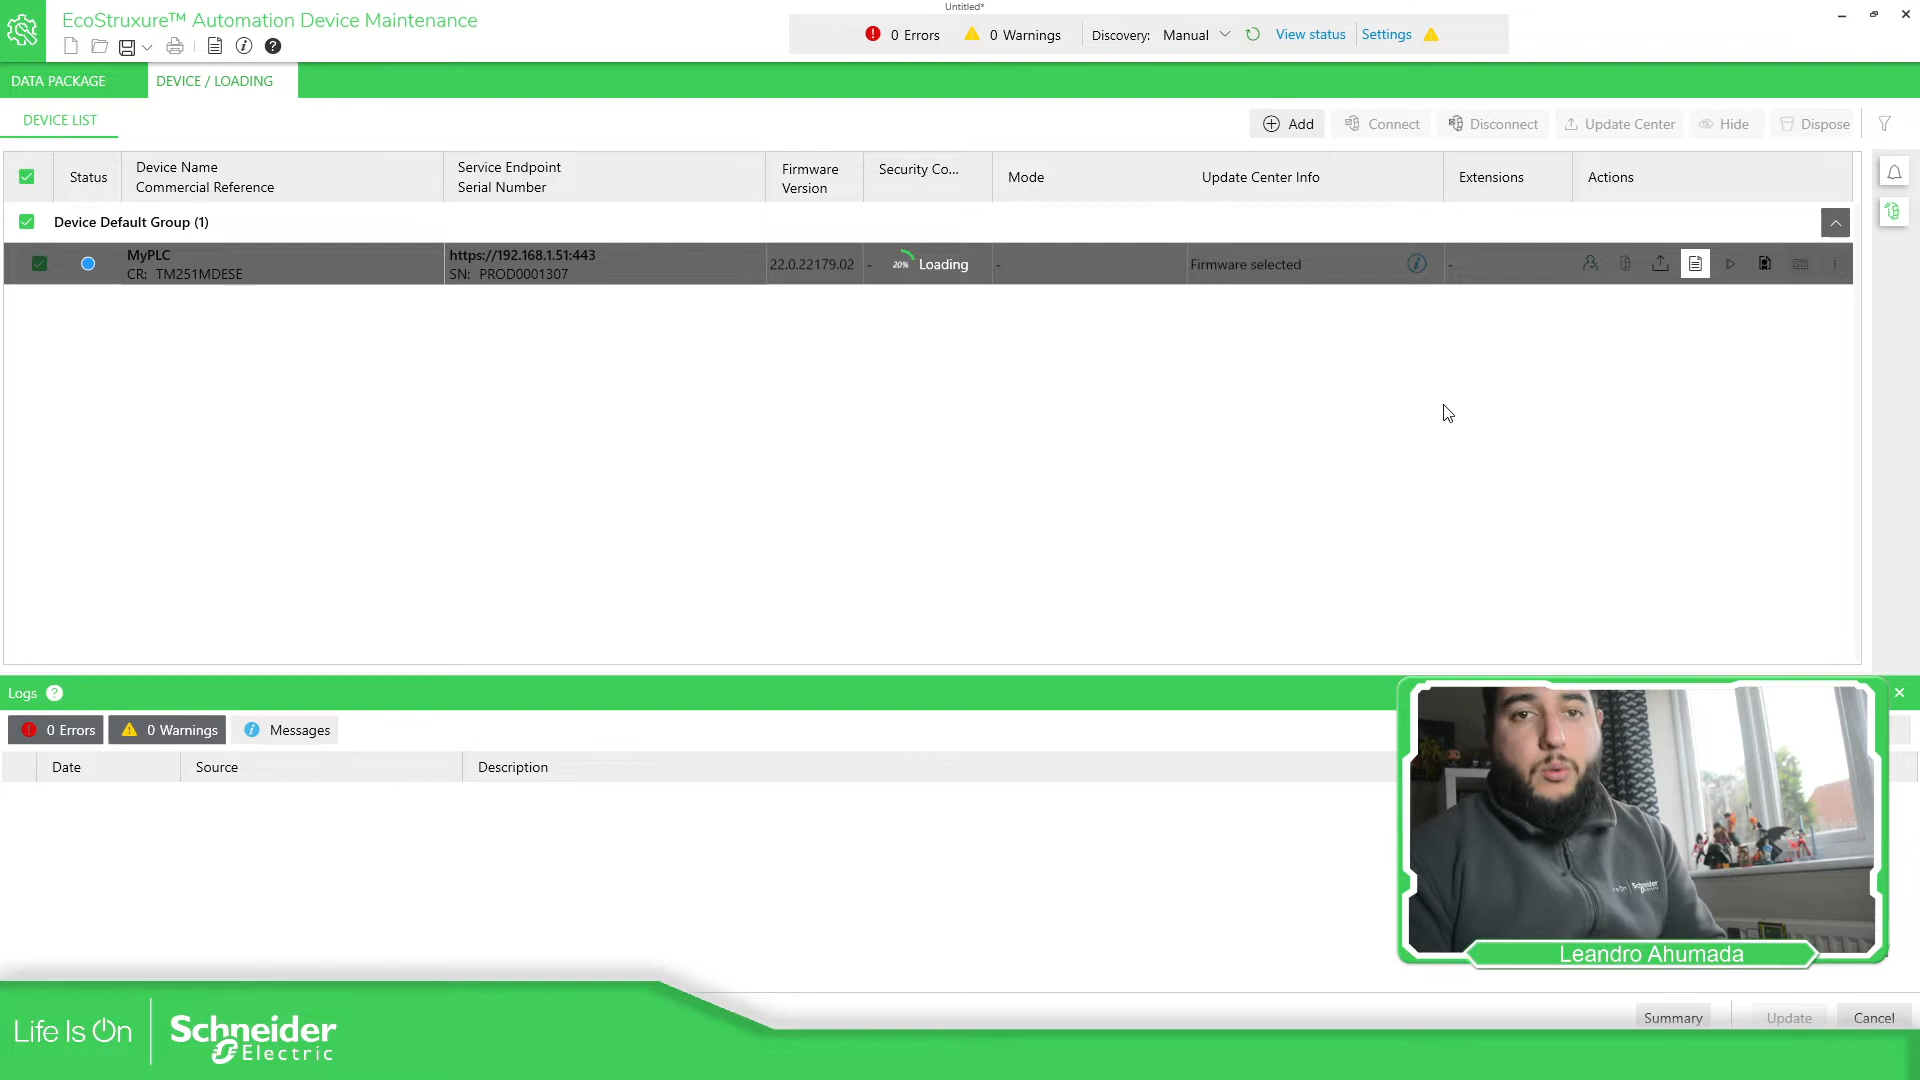 Untitled*
EcoStruxure™ Automation Device Maintenance
0 Errors
0 Warnings
Discovery: Manual
View status
Settings
DATA PACKAGE
DEVICE / LOADING
DEVICE LIST
Add
Connect
Disconnect
Update Center
Hide
Dispose
Status
Device Name
Commercial Reference
Service Endpoint
Serial Number
Firmware
Version
Security Co...
Mode
Update Center Info
Extensions
Actions
Device Default Group (1)
MyPLC
CR: TM251MDESE
https://192.168.1.51:443
SN: PROD0001307
22.0.22179.02
-
20%
Loading
-
Firmware selected
-
Logs
0 Errors
0 Warnings
Messages
Date
Source
Description
Schneider
Leandro Ahumada
Life Is On
Schneider
Electric
Summary
Update
Cancel